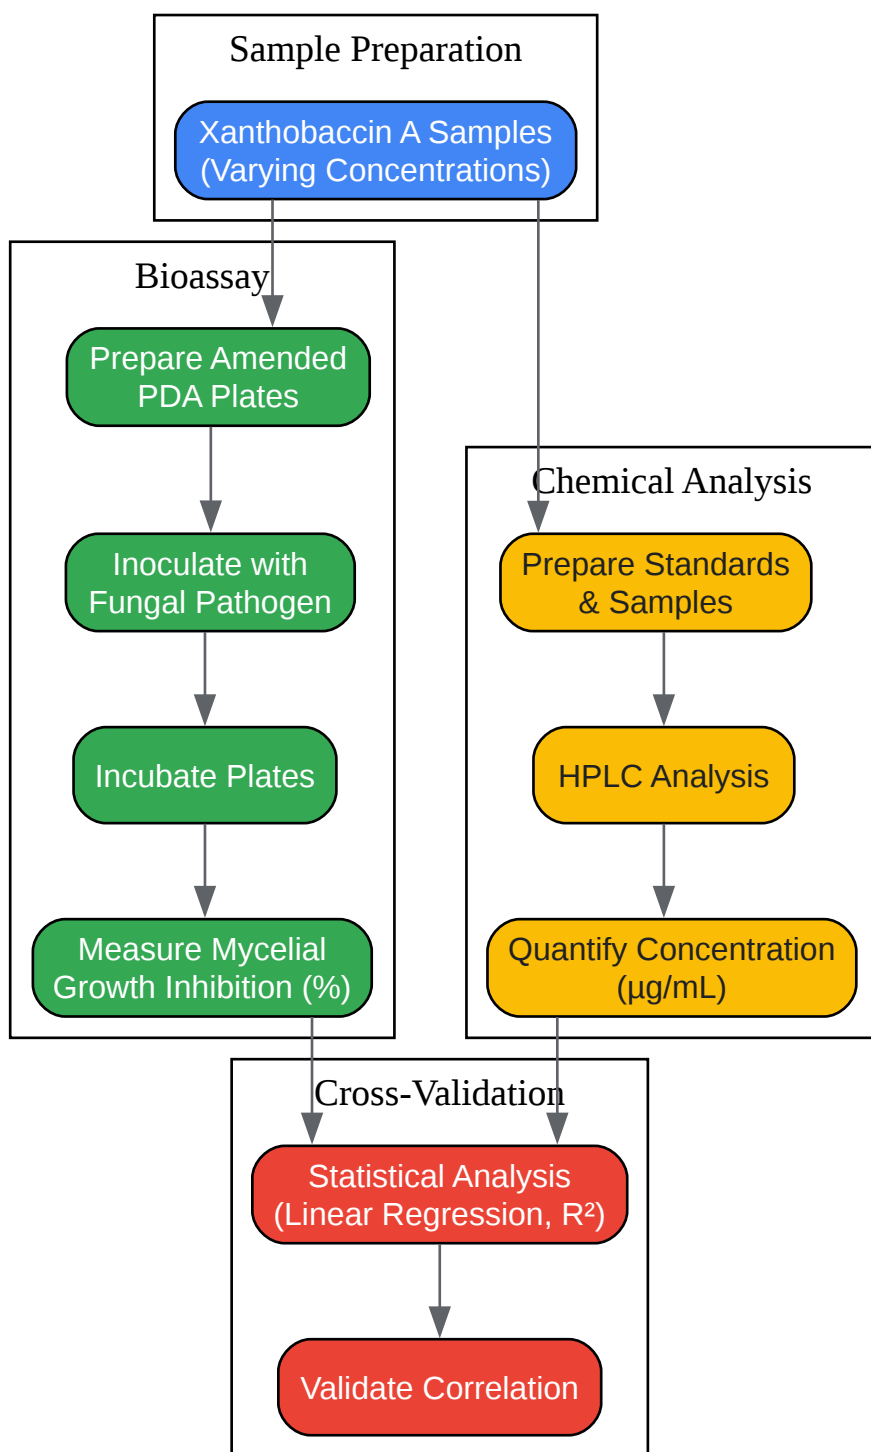 Sample Preparation
Xanthobaccin A Samples
(Varying Concentrations)
Bioassay
Prepare Amended
PDA Plates
Inoculate with
Fungal Pathogen
Incubate Plates
Measure Mycelial
Growth Inhibition (%)
Chemical Analysis
Prepare Standards
& Samples
HPLC Analysis
Quantify Concentration
(µg/mL)
Cross-Validation
Statistical Analysis
(Linear Regression, R²)
Validate Correlation